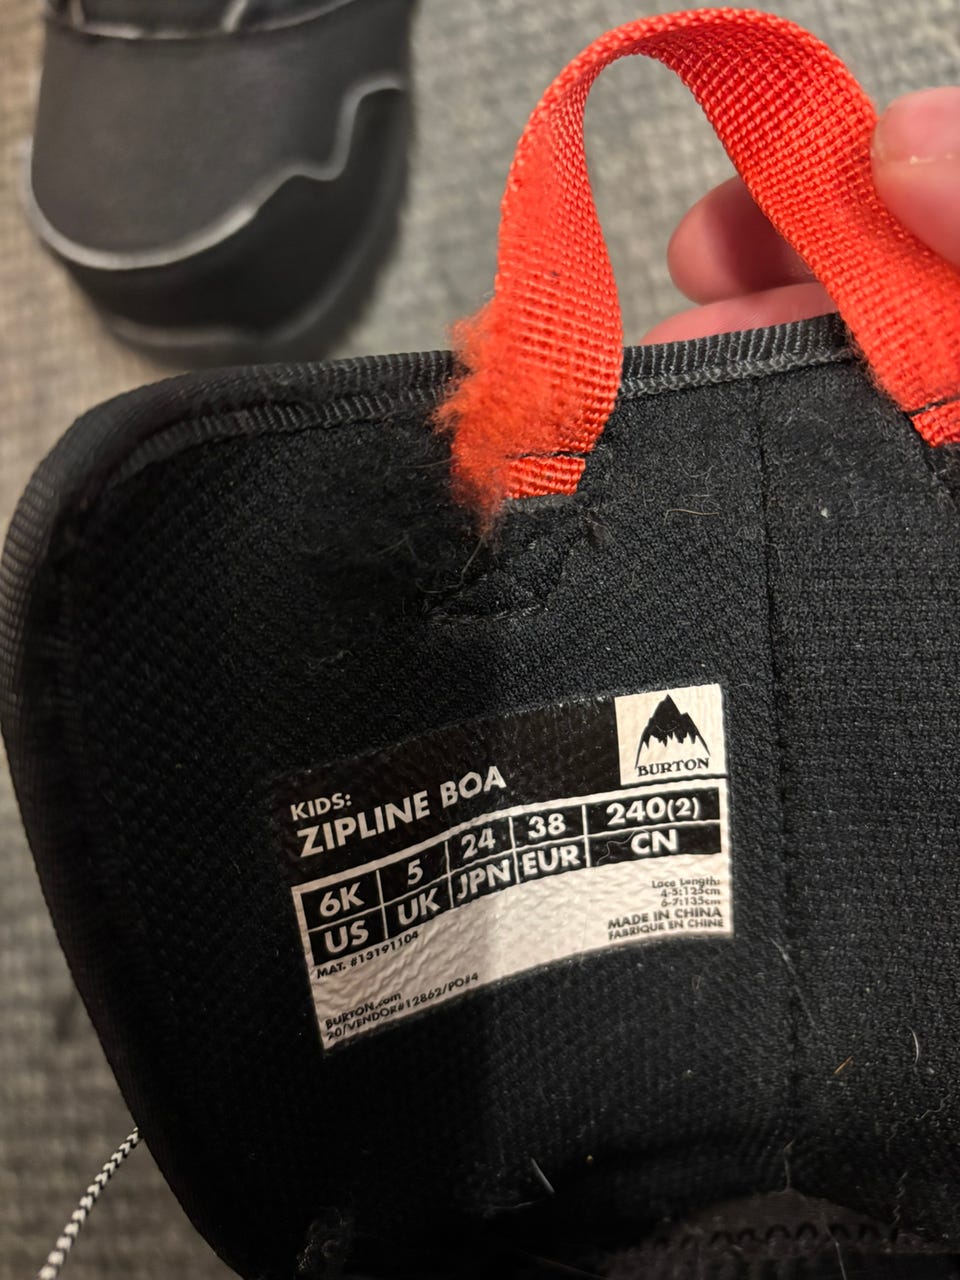 BURTON
KIDS:
ZIPLINE BOA
6K 5 24 38 240(2)
US UK JPN EUR CN
MAT. #13191104
Lace Length:
4-5:125cm
6-7:135cm
MADE IN CHINA
FABRIQUE EN CHINE
BURTON.com
20/VENDOR#12862/PO#4